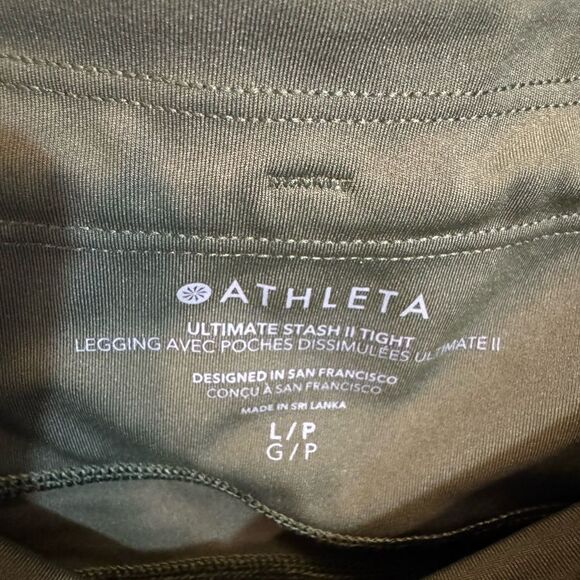 ATHLETA
ULTIMATE STASH II TIGHT
LEGGING AVEC POCHES DISSIMULÉES ULTIMATE II
DESIGNED IN SAN FRANCISCO
CONÇU À SAN FRANCISCO
MADE IN SRI LANKA
L/P
G/P